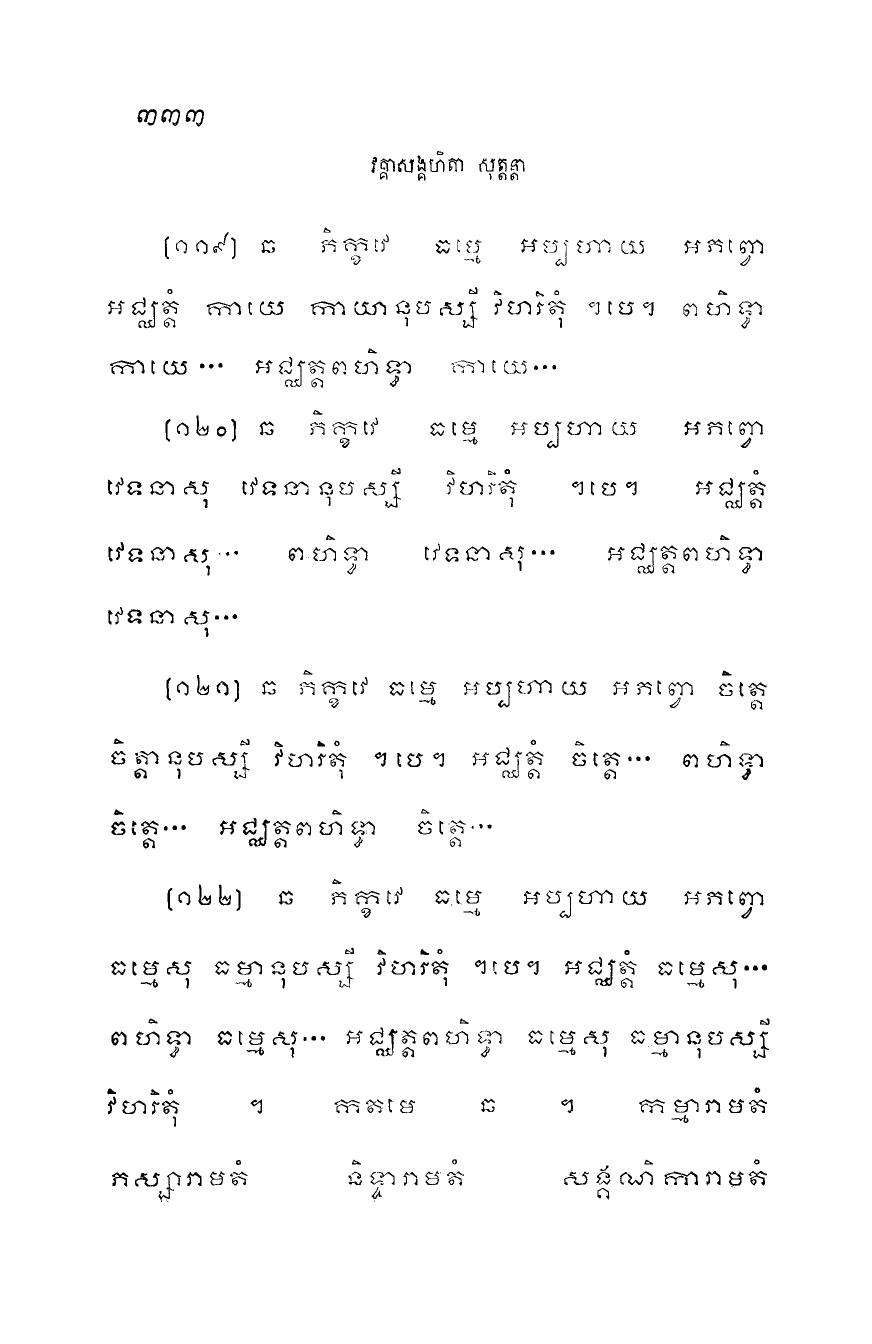 ៣៣៣
វគ្គាសង្គហិតា សុត្តន្តា
(១១៩) ឆ ភិក្ខវេ ធម្មេ អប្បហាយ អភព្វោ
អជ្ឈត្តំ កាយេ កាយានុបស្សី វិហរិតុំ ។បេ។ ពហិទ្ធា
កាយេ… អជ្ឈត្តពហិទ្ធា កាយេ…
(១២០) ឆ ភិក្ខវេ ធម្មេ អប្បហាយ អភព្វោ
វេទនាសុ វេទនានុបស្សី វិហរិតុំ ។បេ។ អជ្ឈត្តំ
វេទនាសុ… ពហិទ្ធា វេទនាសុ… អជ្ឈត្តពហិទ្ធា
វេទនាសុ…
(១២១) ឆ ភិក្ខវេ ធម្មេ អប្បហាយ អភព្វោ ចិត្តេ
ចិត្តានុបស្សី វិហរិតុំ ។បេ។ អជ្ឈត្តំ ចិត្តេ… ពហិទ្ធា
ចិត្តេ… អជ្ឈត្តពហិទ្ធា ចិត្តេ…
(១២២) ឆ ភិក្ខវេ ធម្មេ អប្បហាយ អភព្វោ
ធម្មេសុ ធម្មានុបស្សី វិហរិតុំ ។បេ។ អជ្ឈត្តំ ធម្មេសុ…
ពហិទ្ធា ធម្មេសុ… អជ្ឈត្តពហិទ្ធា ធម្មេសុ ធម្មានុបស្សី
វិហរិតុំ ។ កតមេ ឆ ។ កម្មារាមតំ
ភស្សារាមតំ និទ្ទារាមតំ សង្គណិការាមតំ